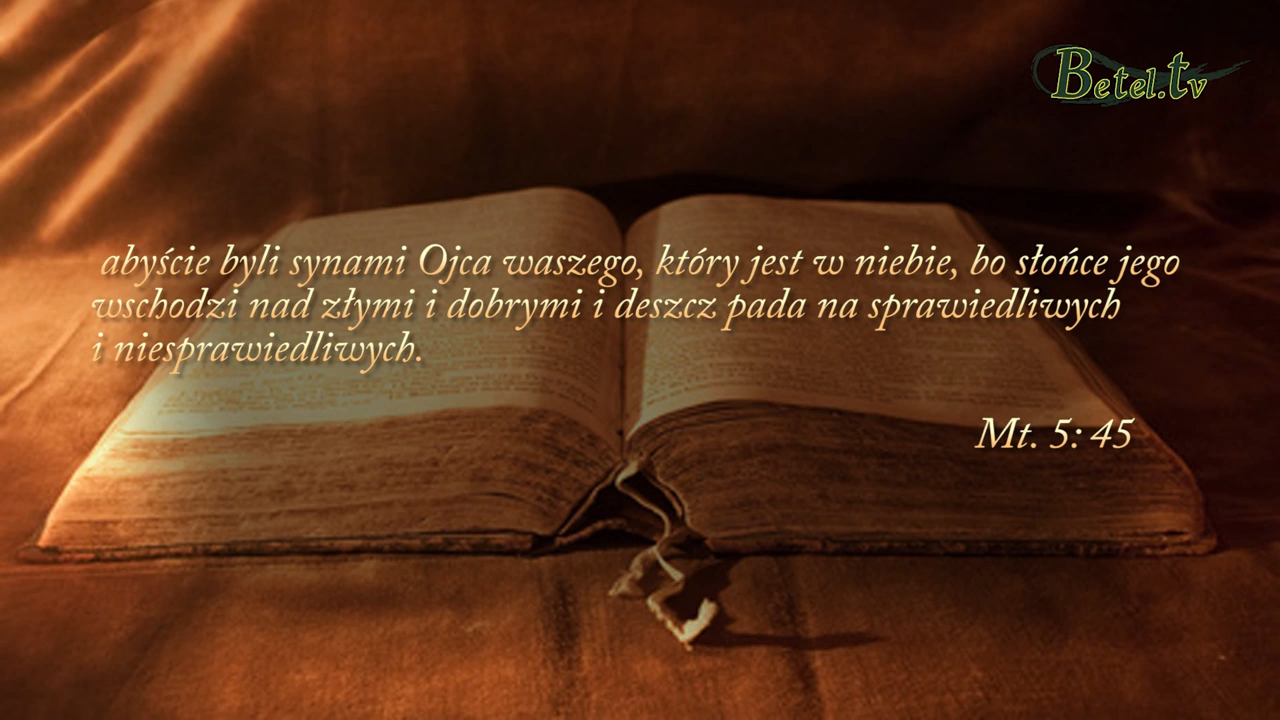 Betel.tv
abyście byli synami Ojca waszego, który jest w niebie, bo słońce jego
wschodzi nad złymi i dobrymi i deszcz pada na sprawiedliwych
i niesprawiedliwych.
Mt. 5: 45